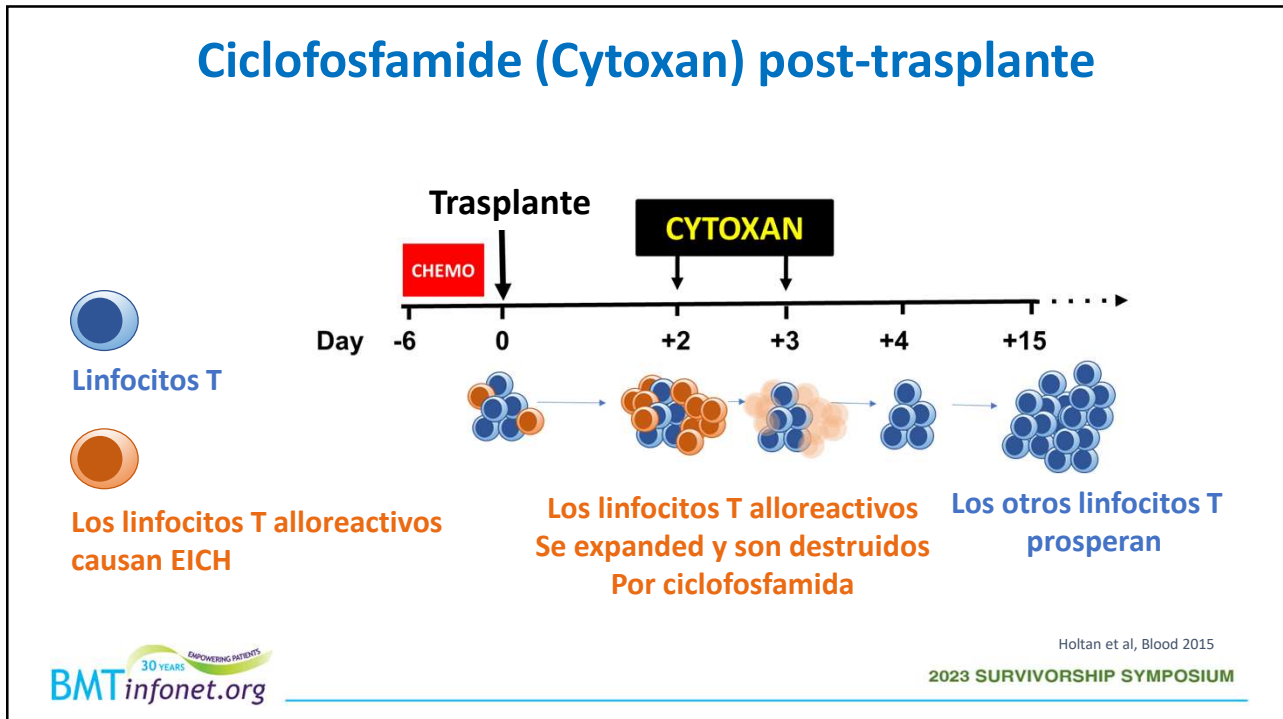 Ciclofosfamide (Cytoxan) post-trasplante
Trasplante
CYTOXAN
CHEMO
Day -6 0 +2 +3 +4 +15
Linfocitos T
Los linfocitos T alloreactivos
causan EICH
Los linfocitos T alloreactivos
Se expanded y son destruidos
Por ciclofosfamida
Los otros linfocitos T
prosperan
Holtan et al, Blood 2015
30 YEARS
EMPOWERING PATIENTS
BMTinfonet.org
2023 SURVIVORSHIP SYMPOSIUM